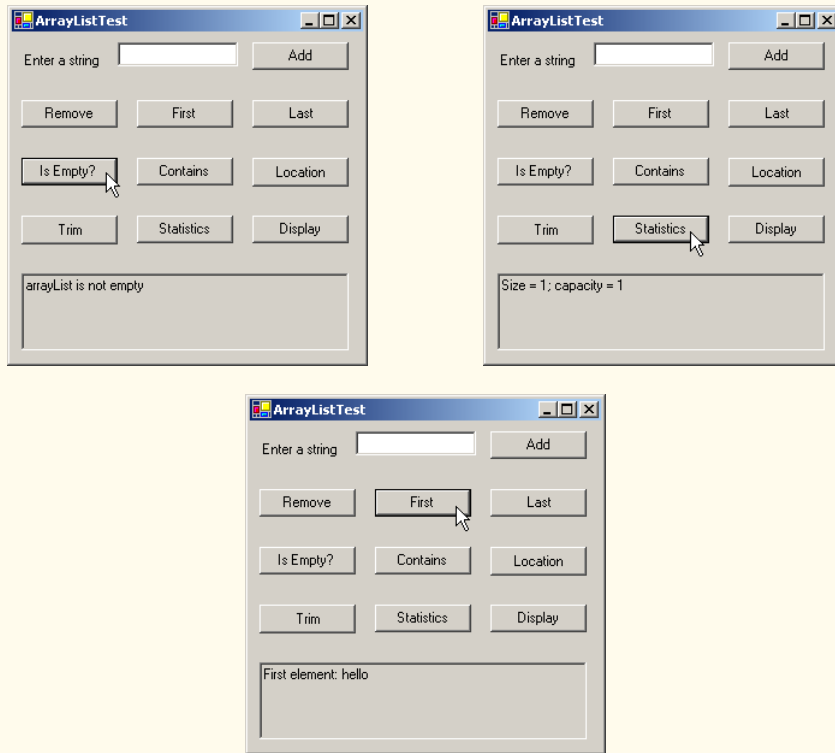 ArrayListTest
Enter a string
Add
Remove
First
Last
Is Empty?
Contains
Location
Trim
Statistics
Display
arrayList is not empty
ArrayListTest
Enter a string
Add
Remove
First
Last
Is Empty?
Contains
Location
Trim
Statistics
Display
Size = 1; capacity = 1
ArrayListTest
Enter a string
Add
Remove
First
Last
Is Empty?
Contains
Location
Trim
Statistics
Display
First element: hello